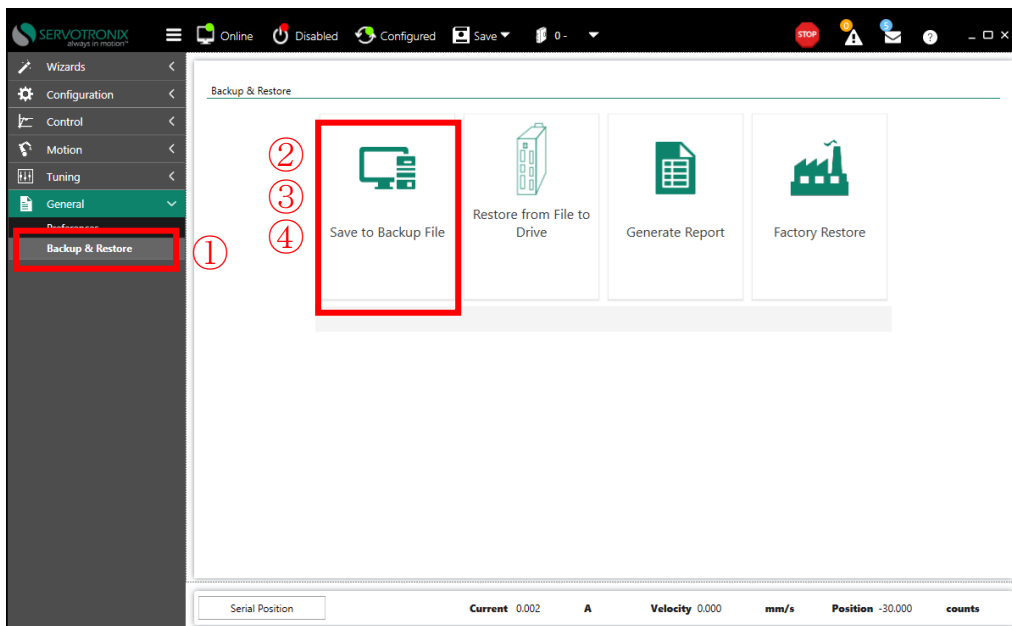 SERVOTRONIX
always in motion™
Online
Disabled
Configured
Save
0 -
STOP
0
5
?
Wizards
Configuration
Control
Motion
Tuning
General
Preferences
Backup & Restore
①
Backup & Restore
②
③
④
Save to Backup File
Restore from File to
Drive
Generate Report
Factory Restore
Serial Position
Current 0.002 A
Velocity 0.000 mm/s
Position -30.000 counts